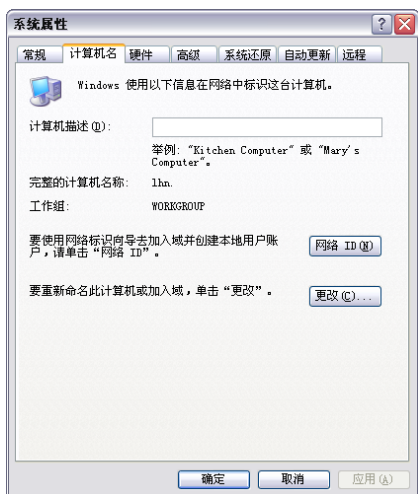 系统属性
常规 计算机名 硬件 高级 系统还原 自动更新 远程
Windows 使用以下信息在网络中标识这台计算机。
计算机描述(D):
举例: "Kitchen Computer" 或 "Mary's
Computer"。
完整的计算机名称: lhn.
工作组: WORKGROUP
要使用网络标识向导去加入域并创建本地用户账
户，请单击“网络 ID”。
网络 ID(N)
要重新命名此计算机或加入域，单击“更改”。
更改(C)...
确定 取消 应用(A)